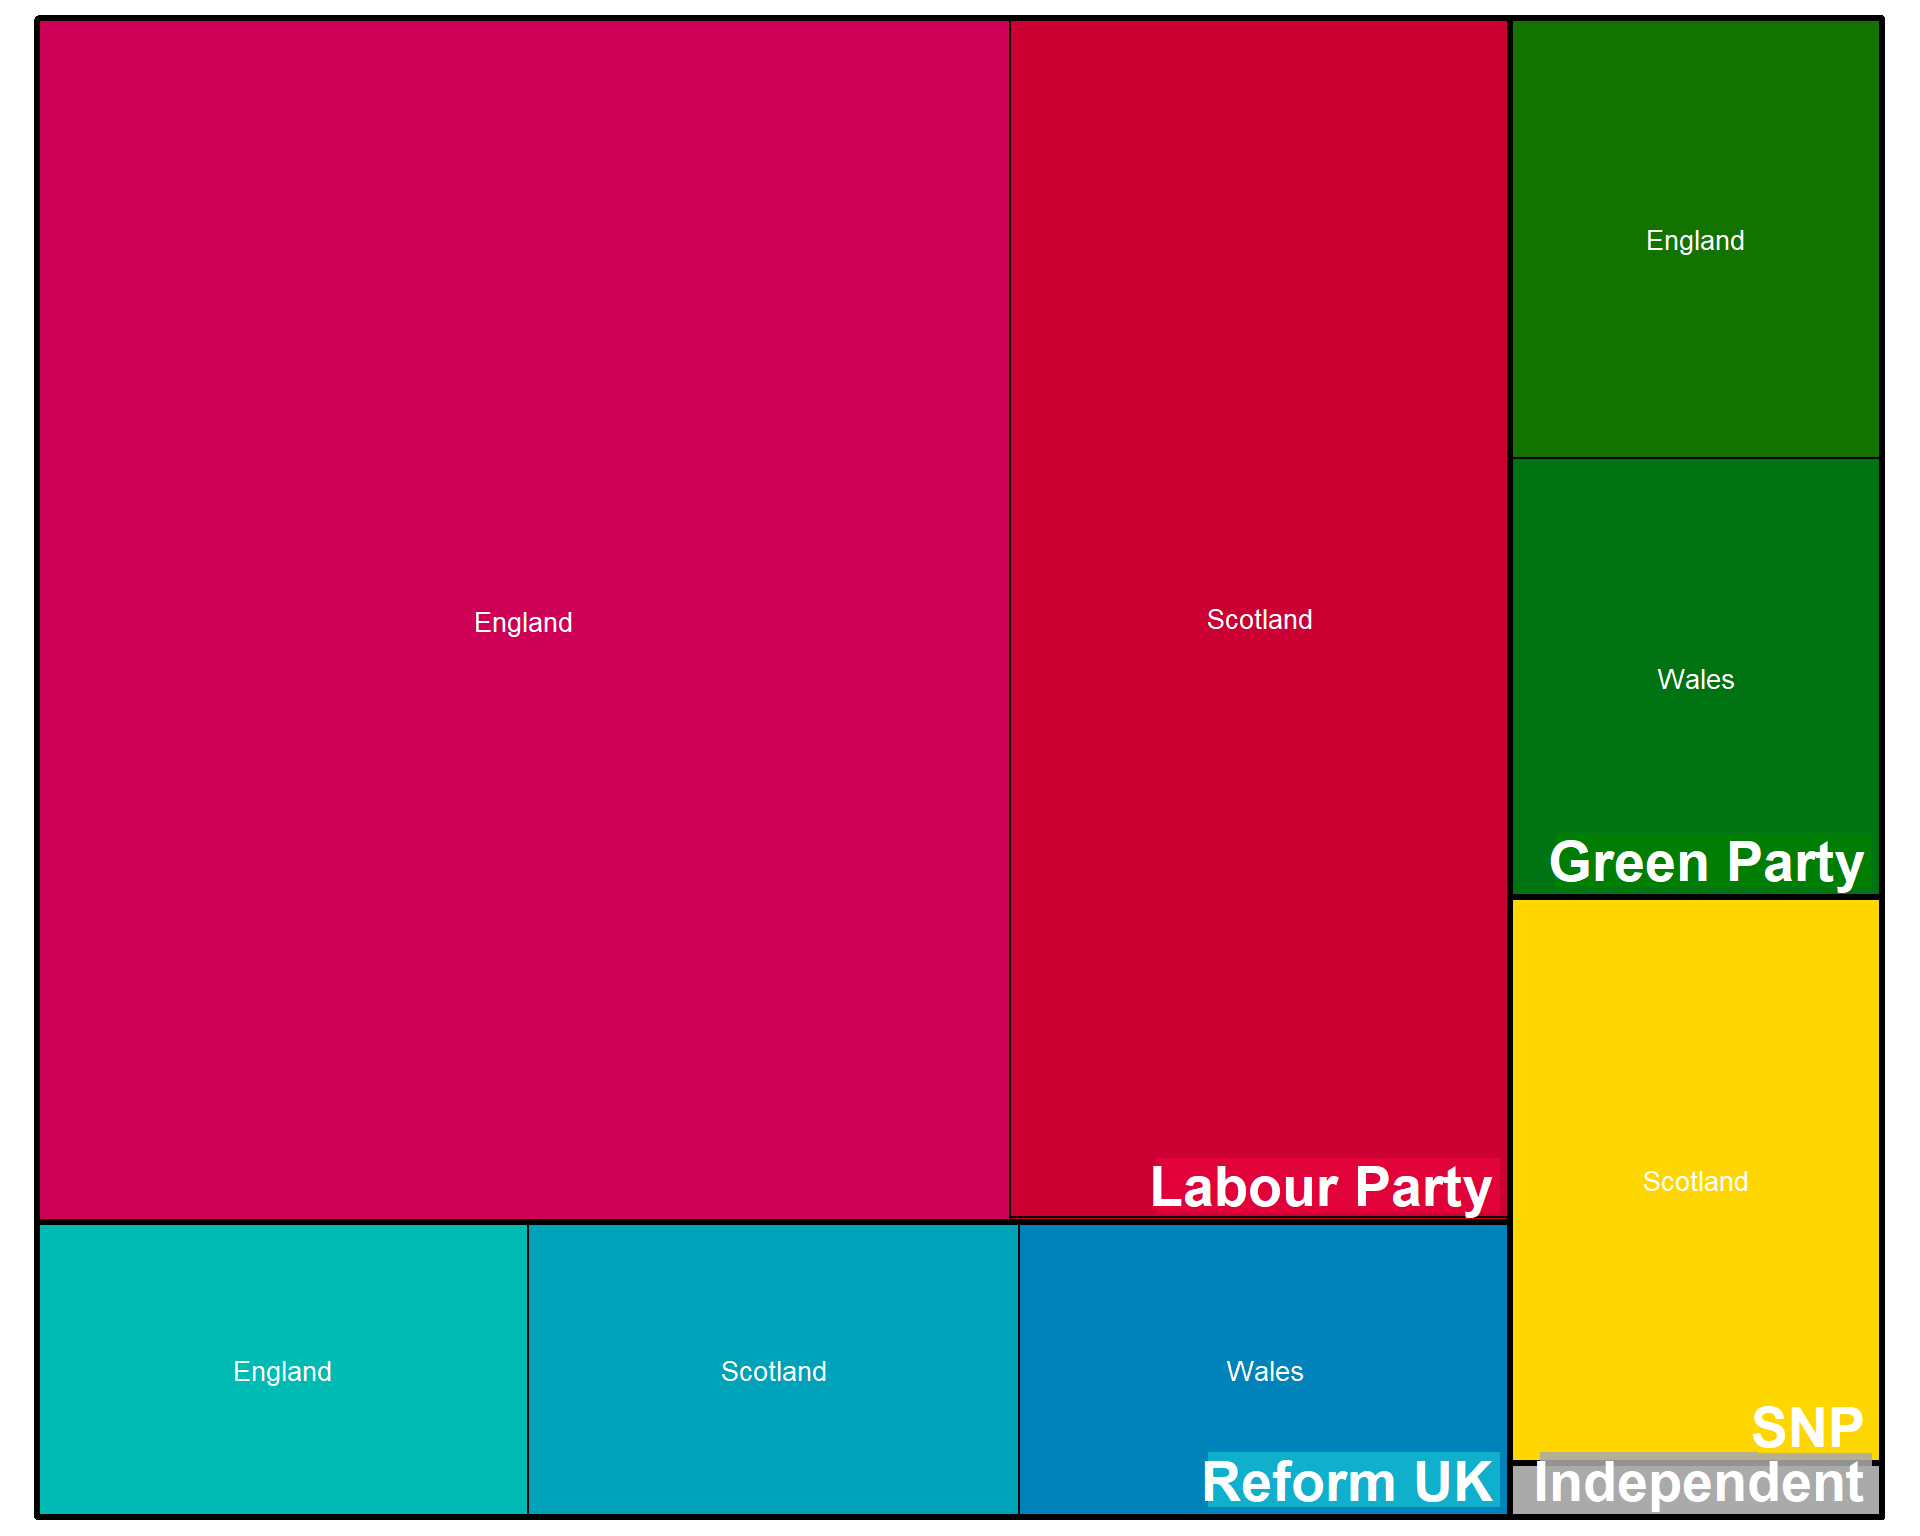 England
Scotland
Labour Party
England
Scotland
Wales
Reform UK
England
Wales
Green Party
Scotland
SNP
Independent